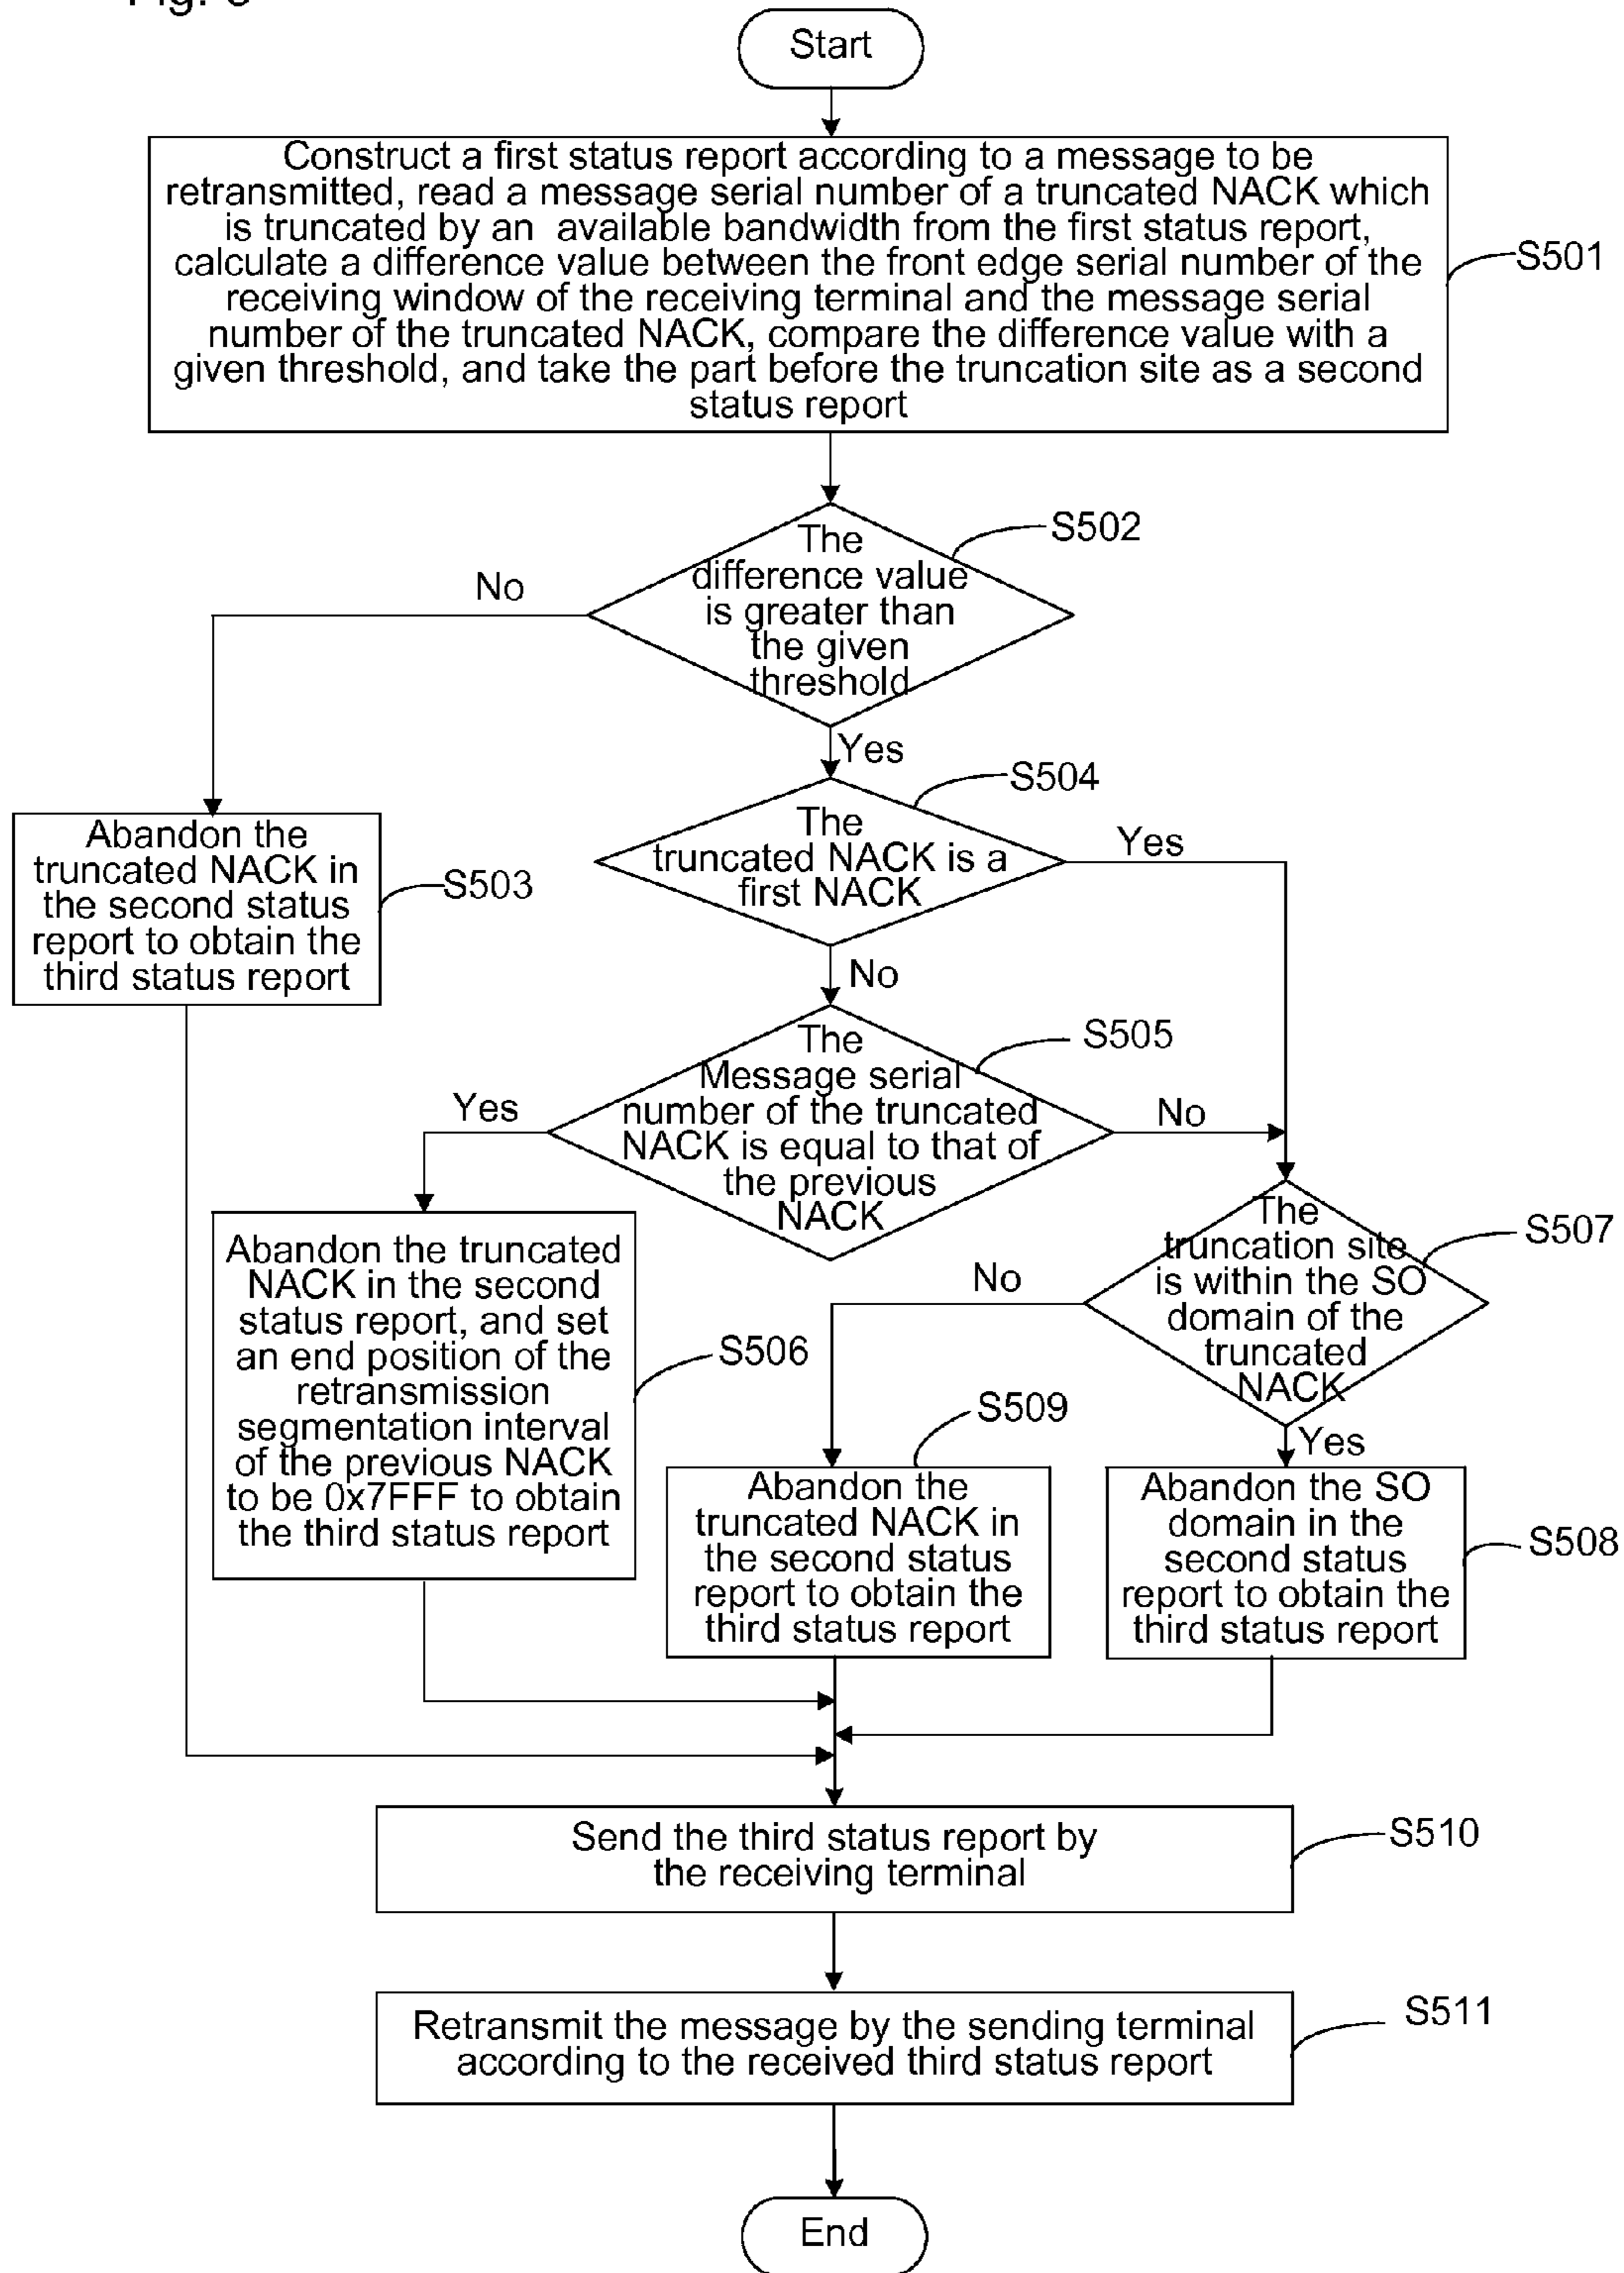 Start
Construct a first status report according to a message to be
retransmitted, read a message serial number of a truncated NACK which
is truncated by an available bandwidth from the first status report,
calculate a difference value between the front edge serial number of the
receiving window of the receiving terminal and the message serial
number of the truncated NACK, compare the difference value with a
given threshold, and take the part before the truncation site as a second
status report
S501
The
difference value
is greater than
the given
threshold
S502
No
Yes
Abandon the
truncated NACK in
the second status
report to obtain the
third status report
S503
The
truncated NACK is a
first NACK
S504
Yes
No
The
Message serial
number of the truncated
NACK is equal to that of
the previous
NACK
S505
Yes
No
Abandon the truncated
NACK in the second
status report, and set
an end position of the
retransmission
segmentation interval
of the previous NACK
to be 0x7FFF to obtain
the third status report
S506
The
truncation site
is within the SO
domain of the
truncated
NACK
S507
No
Yes
Abandon the
truncated NACK in
the second status
report to obtain the
third status report
S509
Abandon the SO
domain in the
second status
report to obtain the
third status report
S508
Send the third status report by
the receiving terminal
S510
Retransmit the message by the sending terminal
according to the received third status report
S511
End